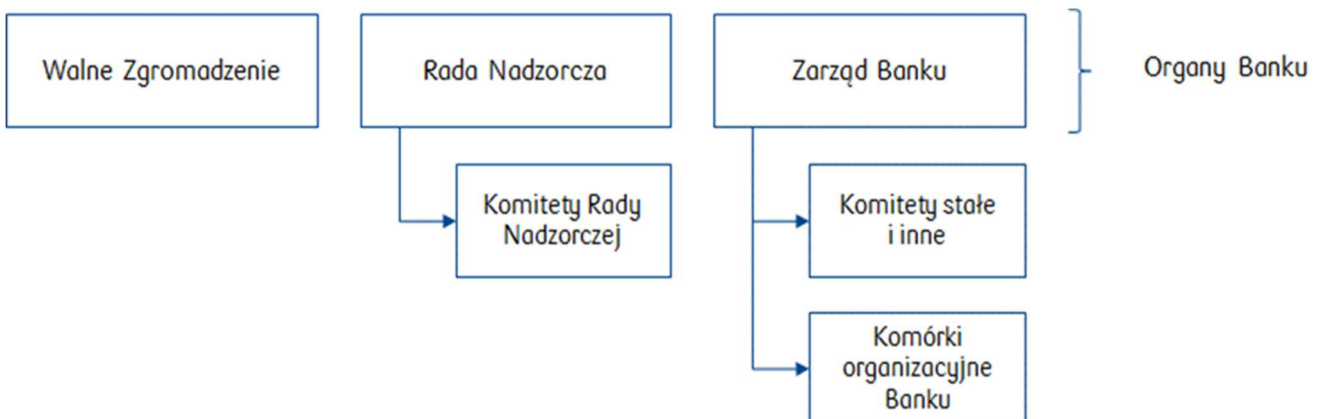 Walne Zgromadzenie
Rada Nadzorcza
Zarząd Banku
Organy Banku
Komitety Rady
Nadzorczej
Komitety stałe
i inne
Komórki
organizacyjne
Banku